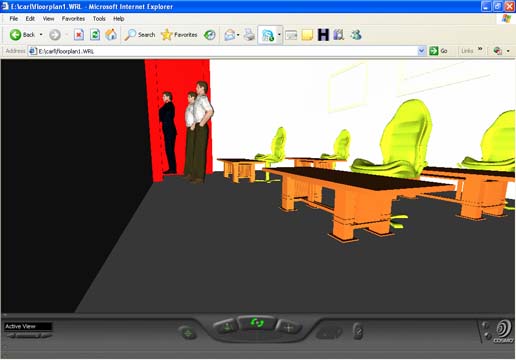 E:\carl\floorplan1.WRL - Microsoft Internet Explorer
File Edit View Favorites Tools Help
Back Search Favorites
Address E:\carl\floorplan1.WRL Go Links »
Active View
COSMO